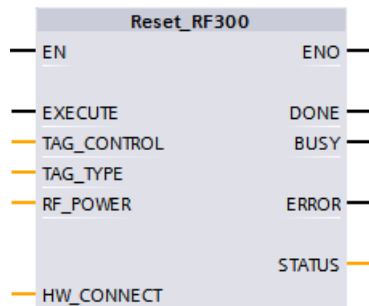 Reset_RF300
EN ENO
EXECUTE DONE
TAG_CONTROL BUSY
TAG_TYPE
RF_POWER ERROR
STATUS
HW_CONNECT